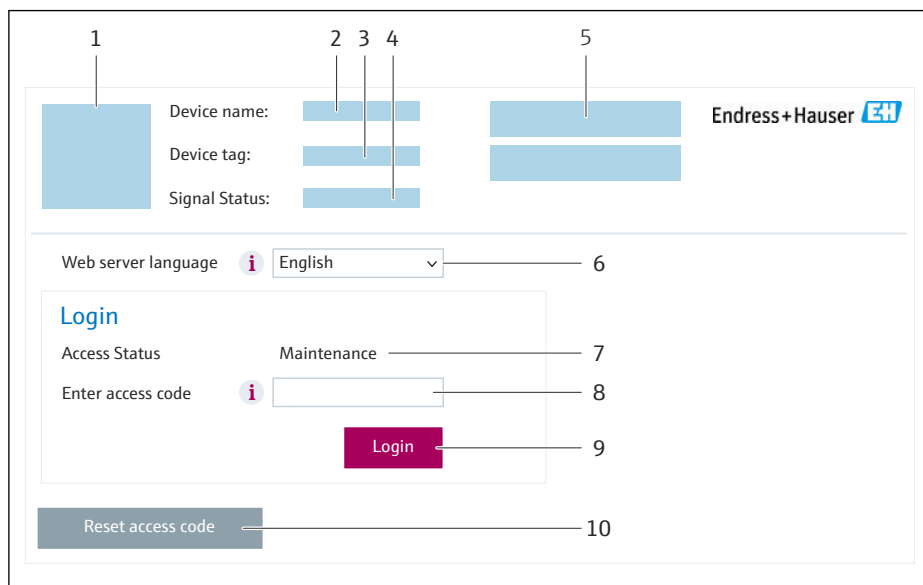 1 2 3 4 5
Device name:
Endress+Hauser EH
Device tag:
Signal Status:
Web server language i English 6
Login
Access Status Maintenance 7
Enter access code i 8
Login 9
Reset access code 10